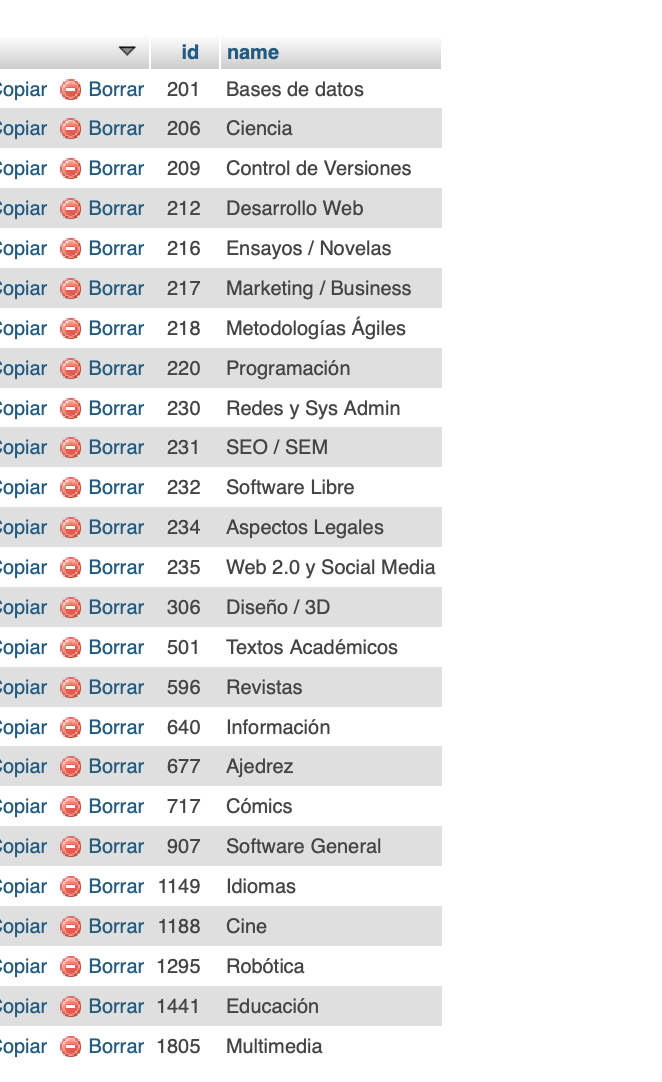 id name
opiar Borrar 201 Bases de datos
opiar Borrar 206 Ciencia
opiar Borrar 209 Control de Versiones
opiar Borrar 212 Desarrollo Web
opiar Borrar 216 Ensayos / Novelas
opiar Borrar 217 Marketing / Business
opiar Borrar 218 Metodologías Ágiles
opiar Borrar 220 Programación
opiar Borrar 230 Redes y Sys Admin
opiar Borrar 231 SEO / SEM
opiar Borrar 232 Software Libre
opiar Borrar 234 Aspectos Legales
opiar Borrar 235 Web 2.0 y Social Media
opiar Borrar 306 Diseño / 3D
opiar Borrar 501 Textos Académicos
opiar Borrar 596 Revistas
opiar Borrar 640 Información
opiar Borrar 677 Ajedrez
opiar Borrar 717 Cómics
opiar Borrar 907 Software General
opiar Borrar 1149 Idiomas
opiar Borrar 1188 Cine
opiar Borrar 1295 Robótica
opiar Borrar 1441 Educación
opiar Borrar 1805 Multimedia